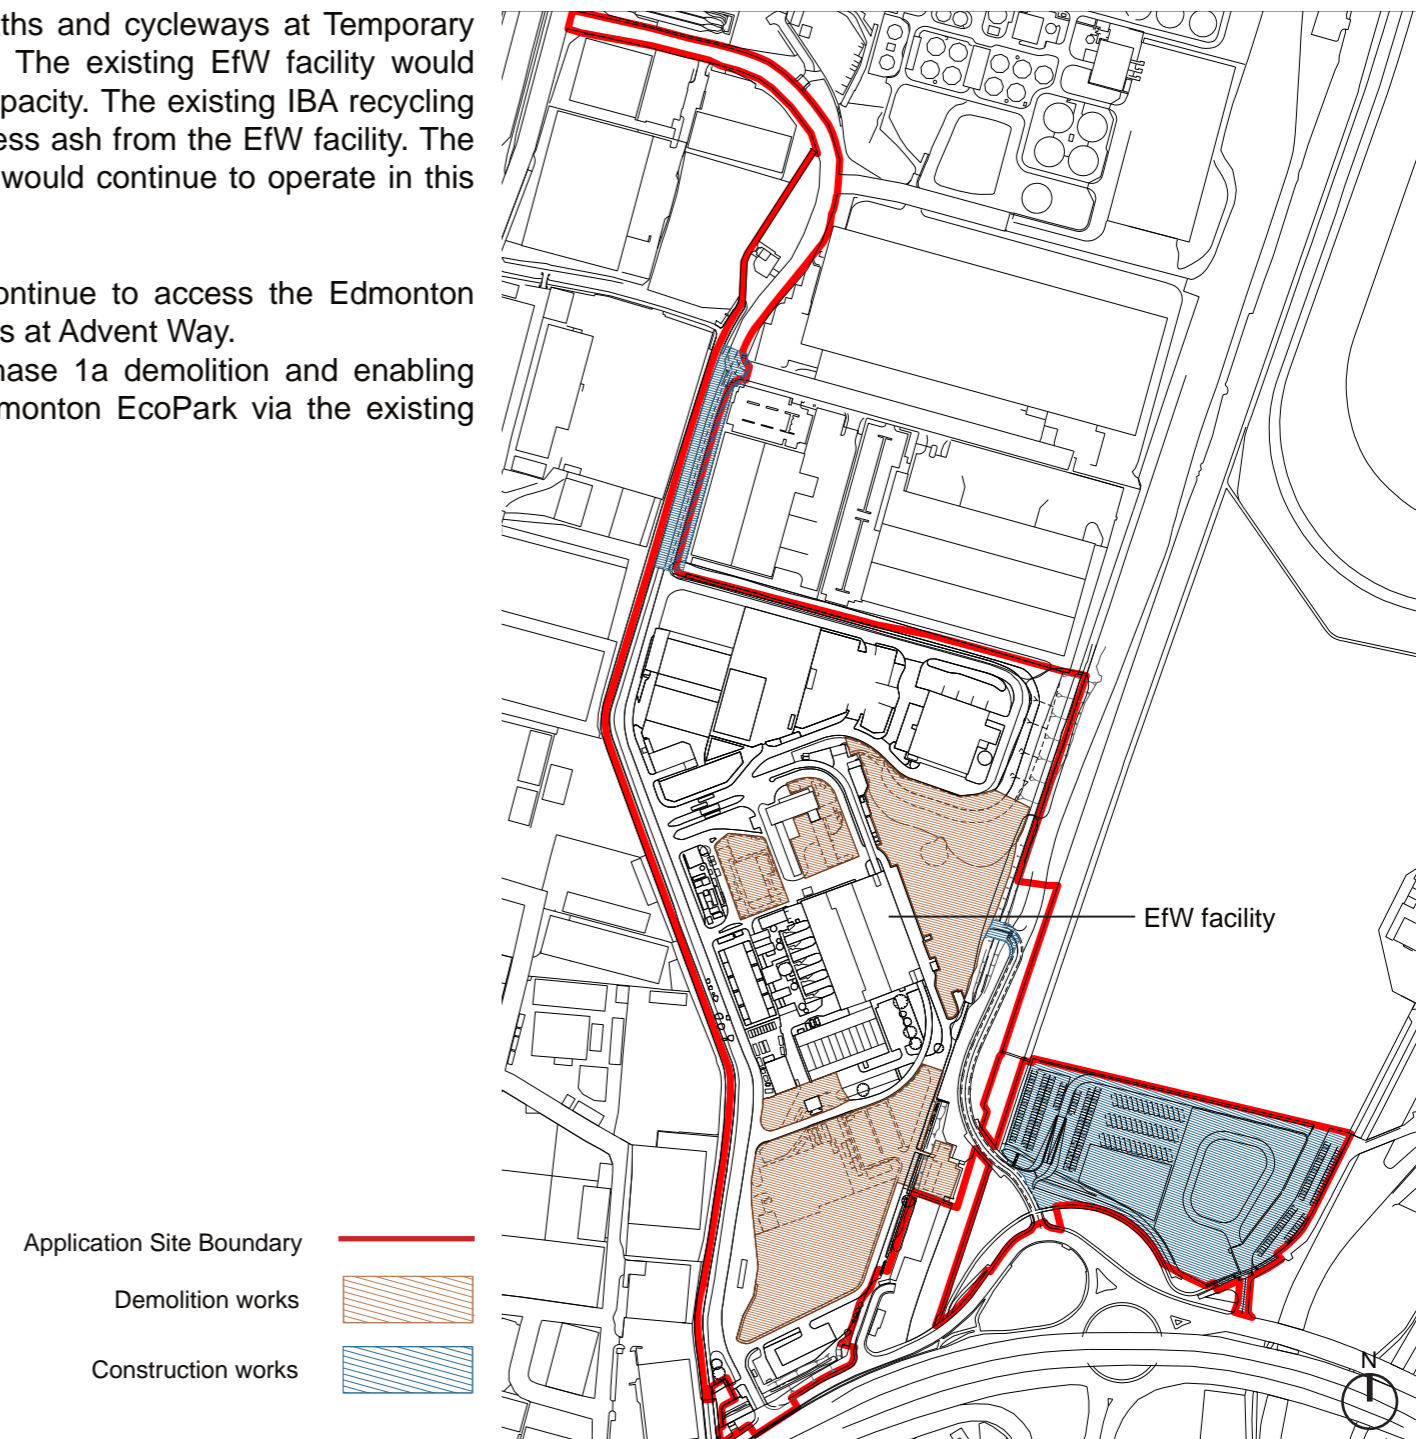 ths and cycleways at Temporary
The existing EfW facility would
pacity. The existing IBA recycling
ess ash from the EfW facility. The
would continue to operate in this
ontinue to access the Edmonton
s at Advent Way.
hase 1a demolition and enabling
monton EcoPark via the existing
EfW facility
Application Site Boundary
Demolition works
Construction works
N